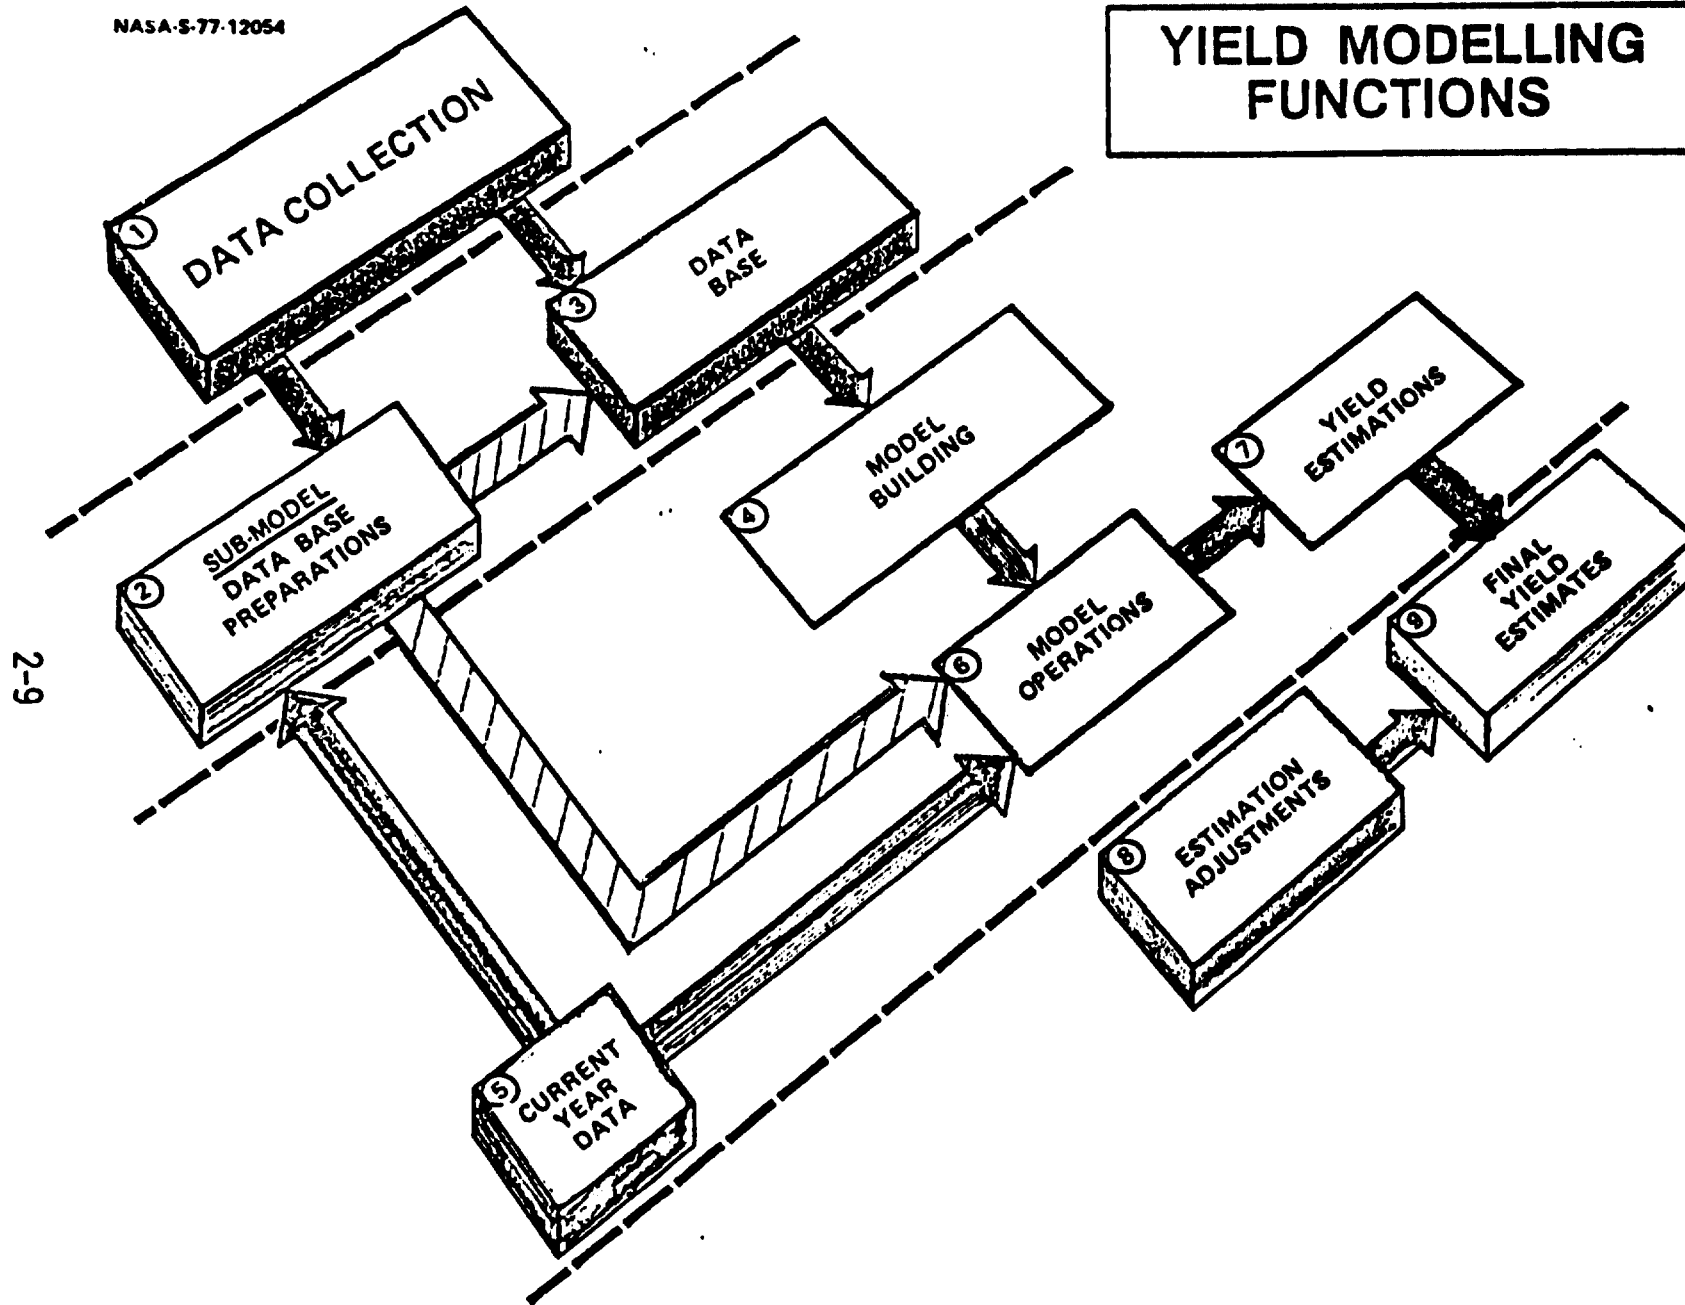 NASA-S-77-12054
YIELD MODELLING
FUNCTIONS
1
DATA COLLECTION
2
SUB-MODEL
DATA BASE
PREPARATIONS
3
DATA
BASE
4
MODEL
BUILDING
5
CURRENT
YEAR
DATA
6
MODEL
OPERATIONS
7
YIELD
ESTIMATIONS
8
ESTIMATION
ADJUSTMENTS
9
FINAL
YIELD
ESTIMATES
2-9